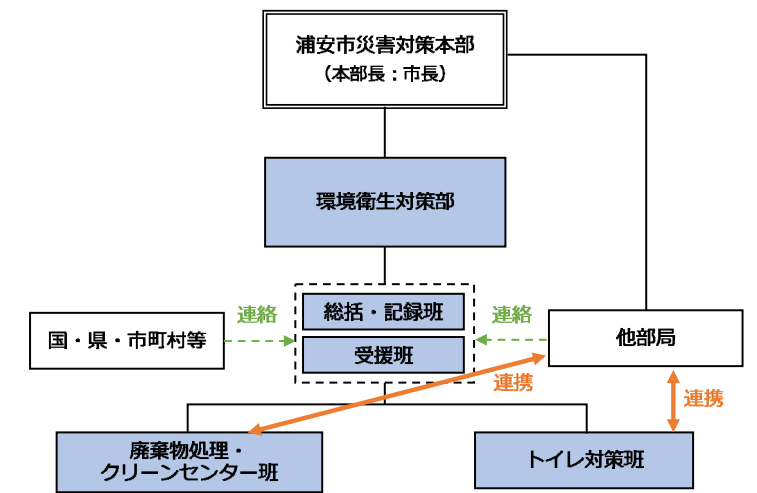 浦安市災害対策本部
（本部長：市長）
環境衛生対策部
総括・記録班
受援班
連絡
連絡
国・県・市町村等
他部局
連携
連携
廃棄物処理・
クリーンセンター班
トイレ対策班